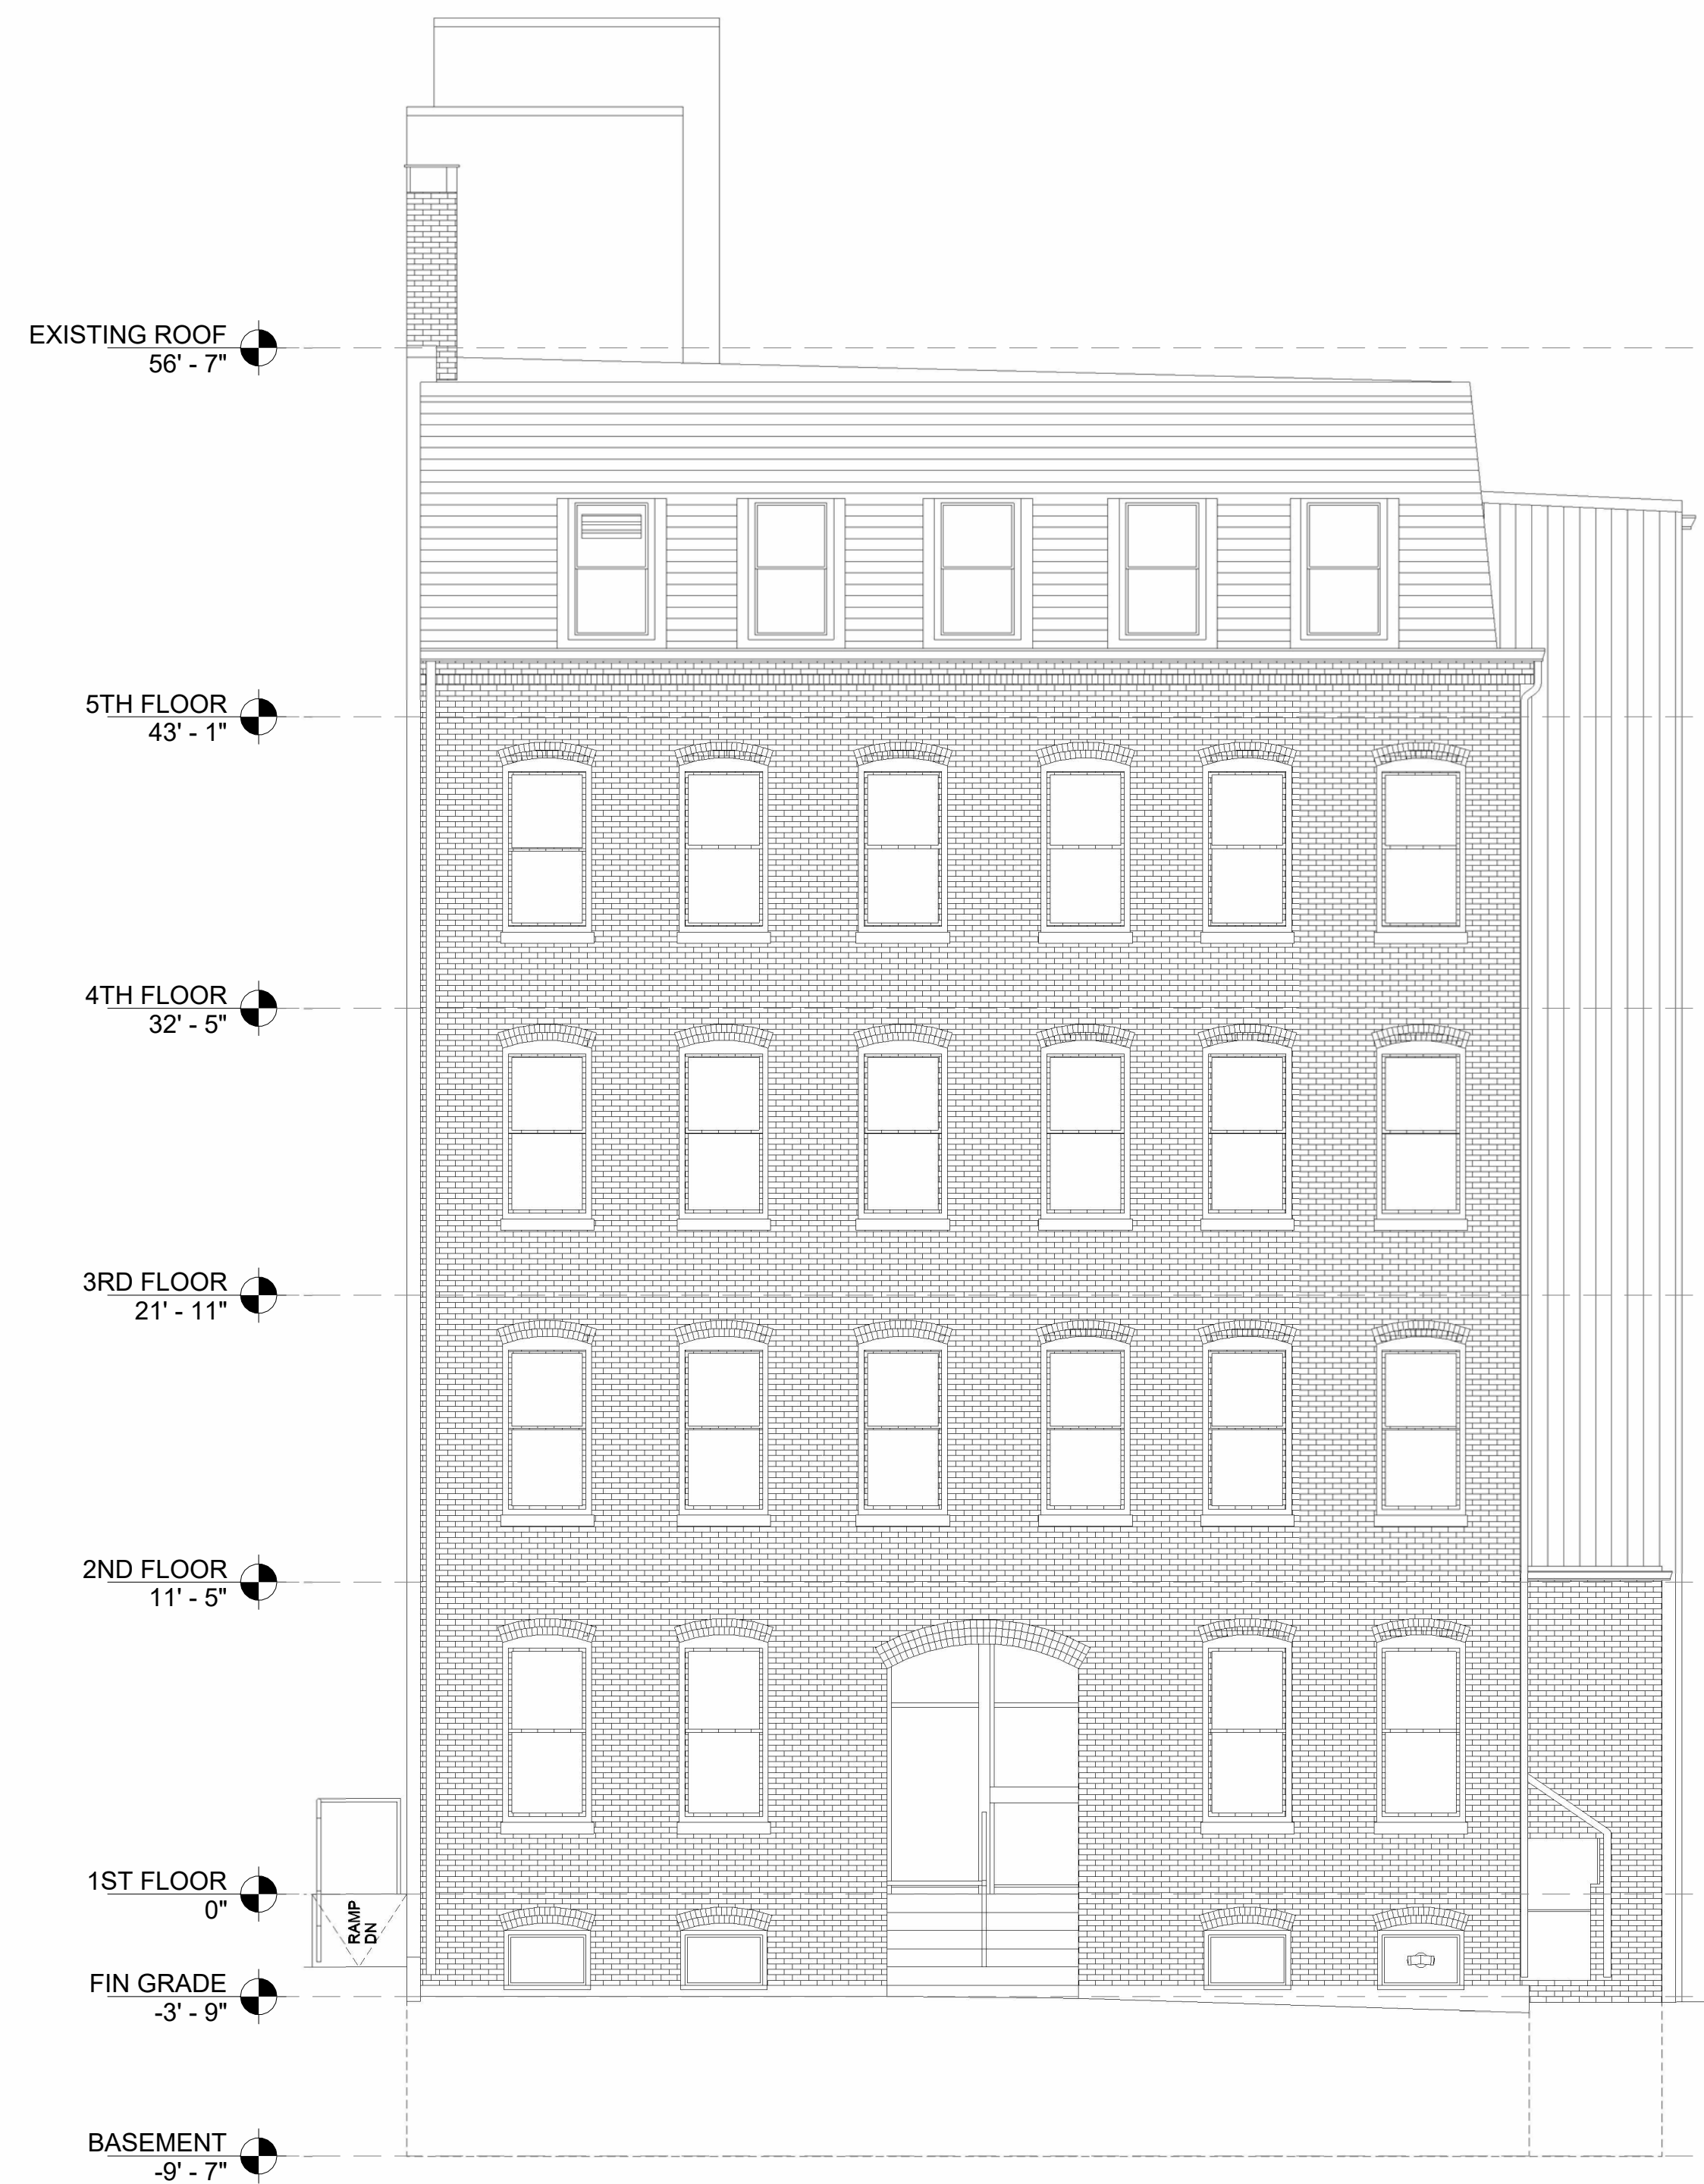 EXISTING ROOF
56' - 7"
5TH FLOOR
43' - 1"
4TH FLOOR
32' - 5"
3RD FLOOR
21' - 11"
2ND FLOOR
11' - 5"
1ST FLOOR
0"
RAMP
DN
FIN GRADE
-3' - 9"
BASEMENT
-9' - 7"